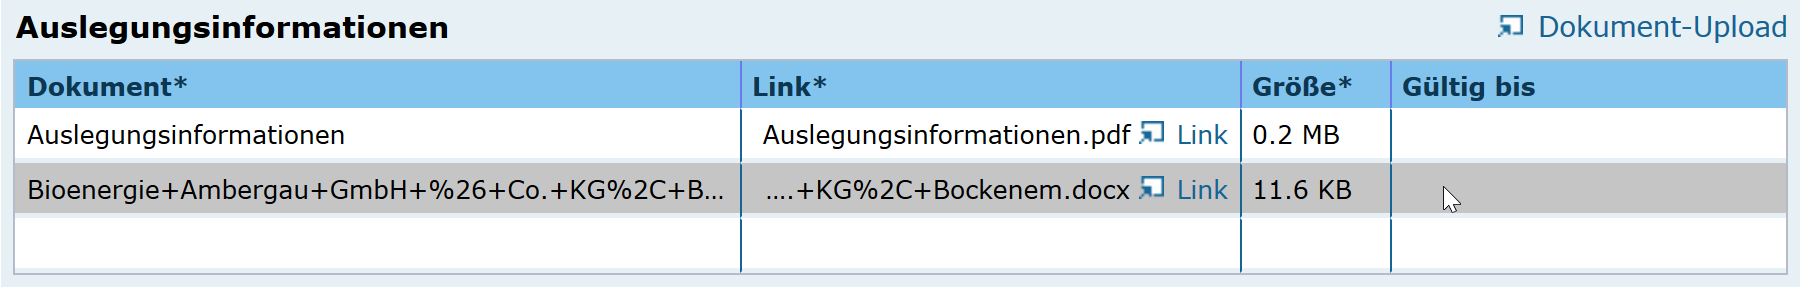 Auslegungsinformationen Dokument-Upload
Dokument* Link* Größe* Gültig bis
Auslegungsinformationen Auslegungsinformationen.pdf Link 0.2 MB
Bioenergie+Ambergau+GmbH+%26+Co.+KG%2C+B... ....+KG%2C+Bockenem.docx Link 11.6 KB